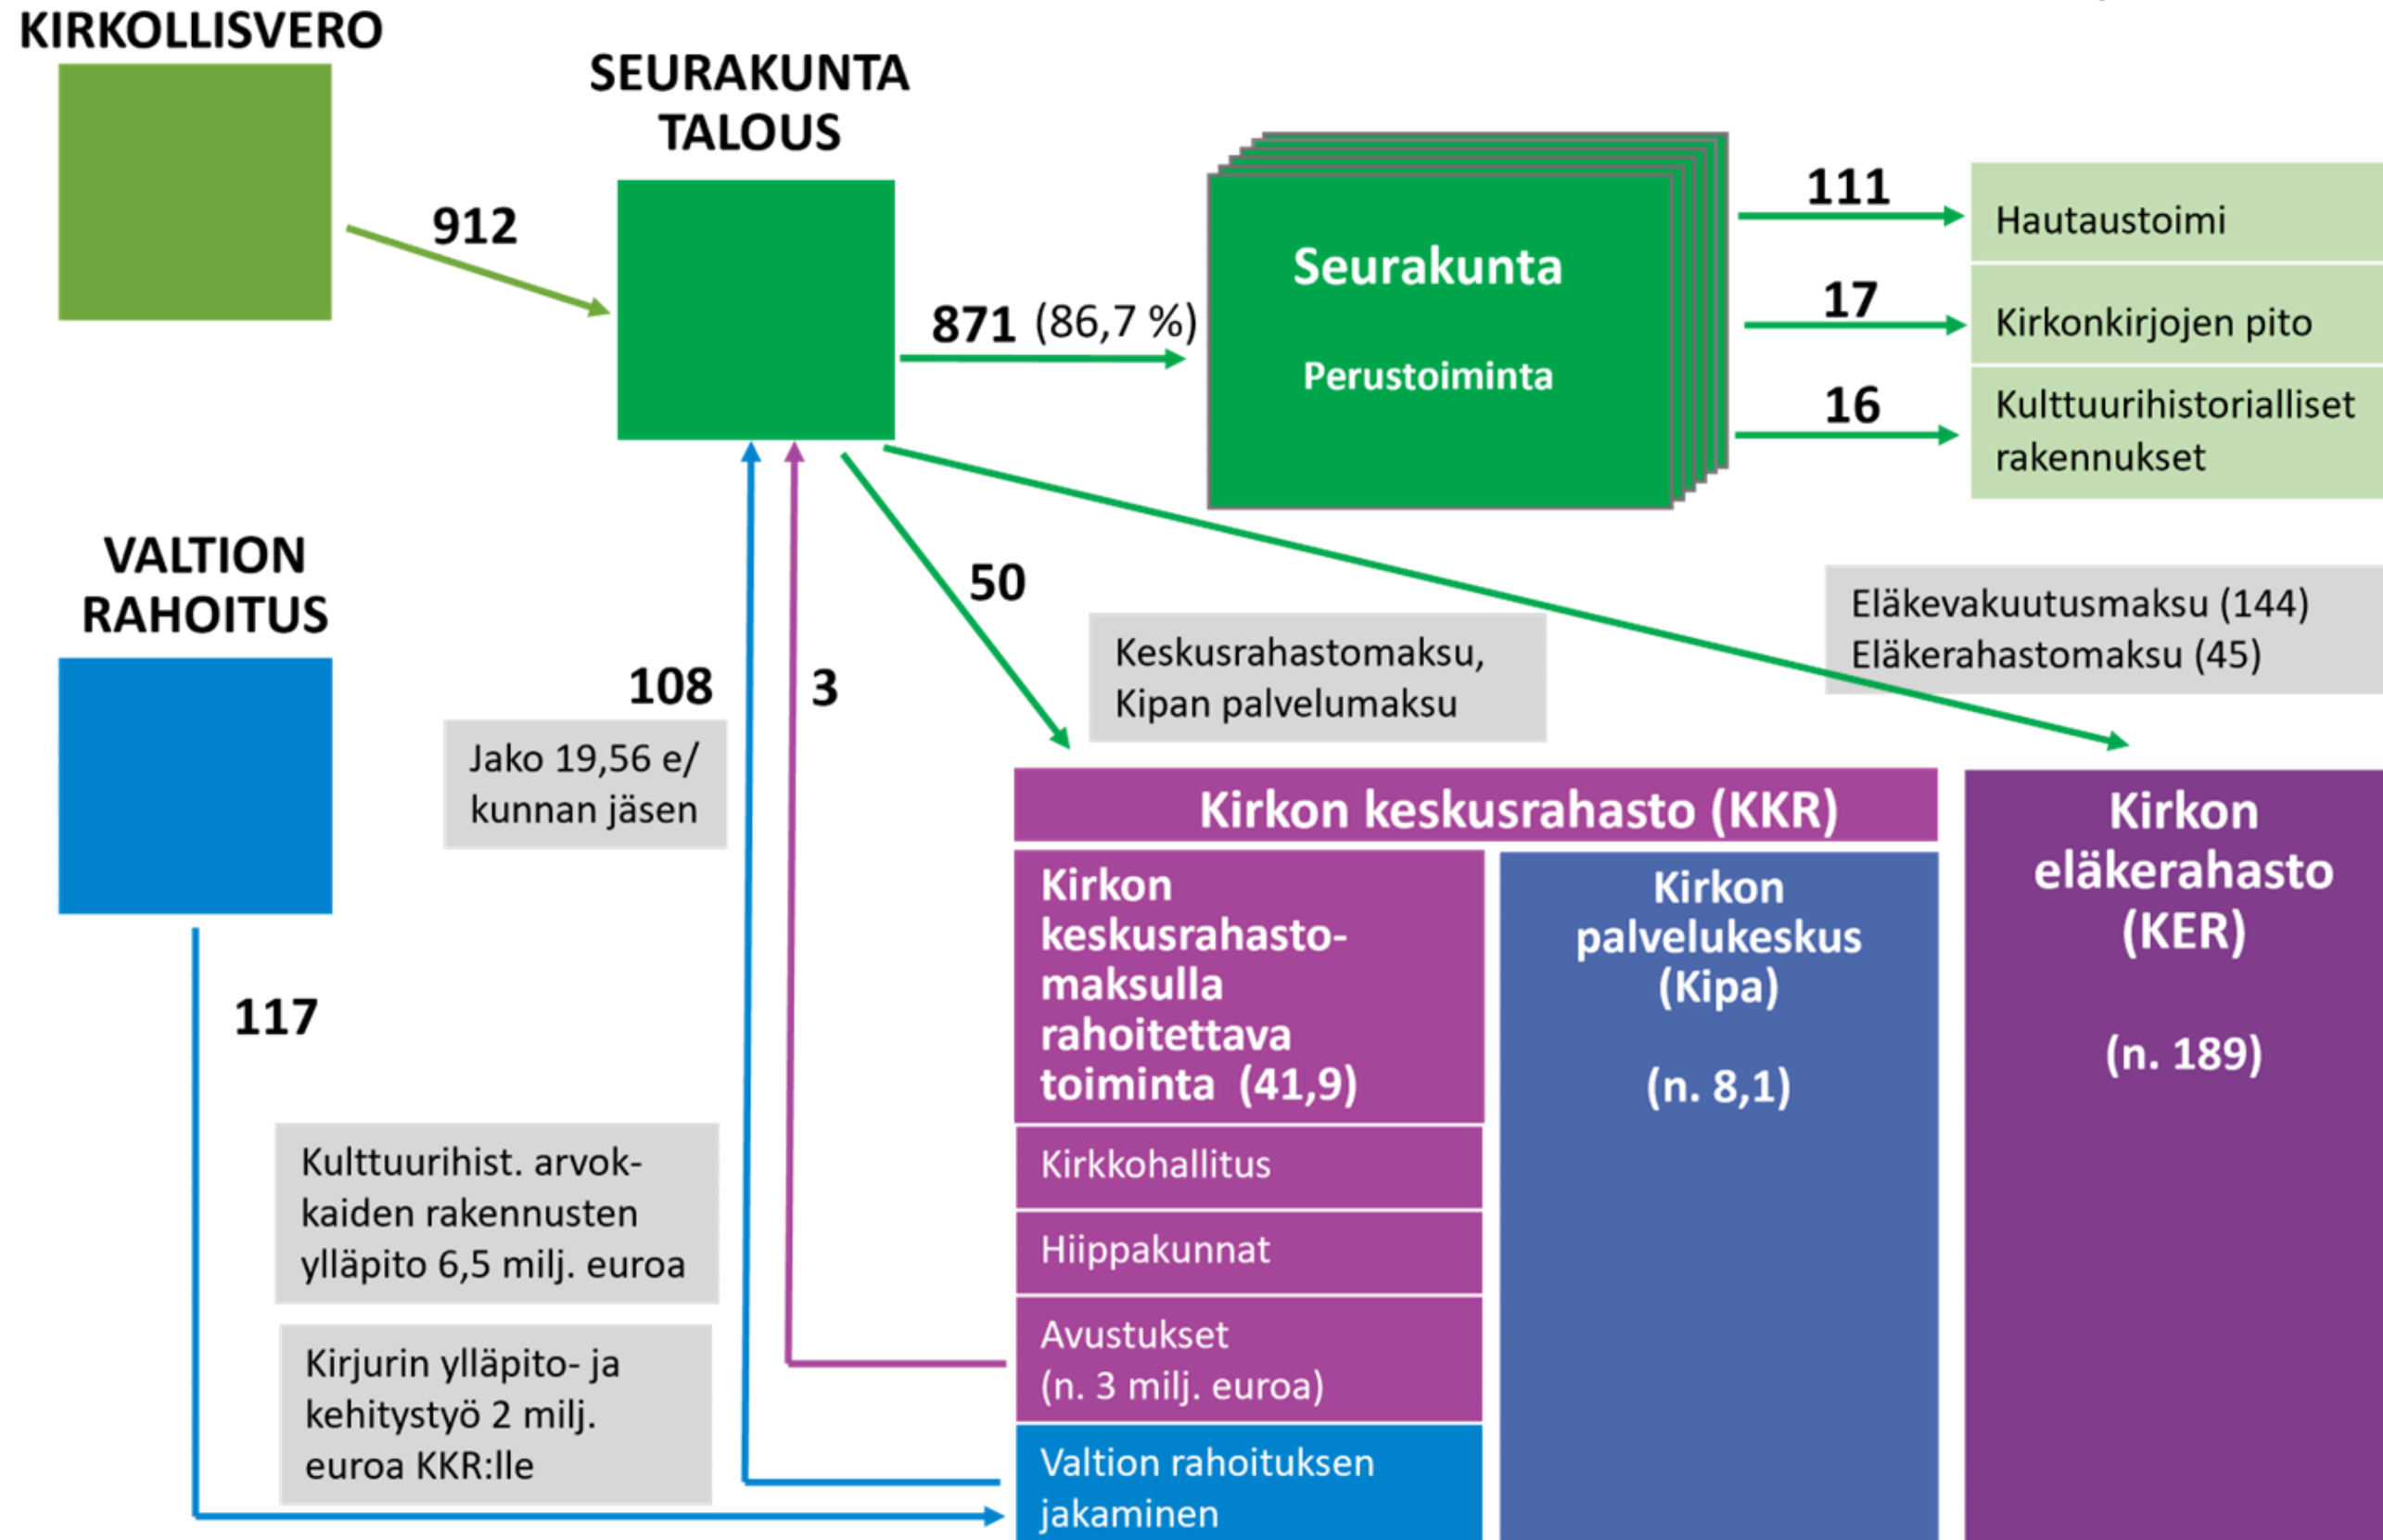 KIRKOLLISVERO
912
SEURAKUNTA
TALOUS
871 (86,7 %)
Seurakunta
Perustoiminta
111
Hautaustoimi
17
Kirkonkirjojen pito
16
Kulttuurihistorialliset
rakennukset
VALTION
RAHOITUS
117
108
Jako 19,56 e/
kunnan jäsen
3
50
Keskusrahastomaksu,
Kipan palvelumaksu
Eläkevakuutusmaksu (144)
Eläkerahastomaksu (45)
Kulttuurihist. arvok-
kaiden rakennusten
ylläpito 6,5 milj. euroa
Kirjurin ylläpito- ja
kehitystyö 2 milj.
euroa KKR:lle
Kirkon keskusrahasto (KKR)
Kirkon
keskusrahasto-
maksulla
rahoitettava
toiminta (41,9)
Kirkkohallitus
Hiippakunnat
Avustukset
(n. 3 milj. euroa)
Valtion rahoituksen
jakaminen
Kirkon
palvelukeskus
(Kipa)
(n. 8,1)
Kirkon
eläkerahasto
(KER)
(n. 189)